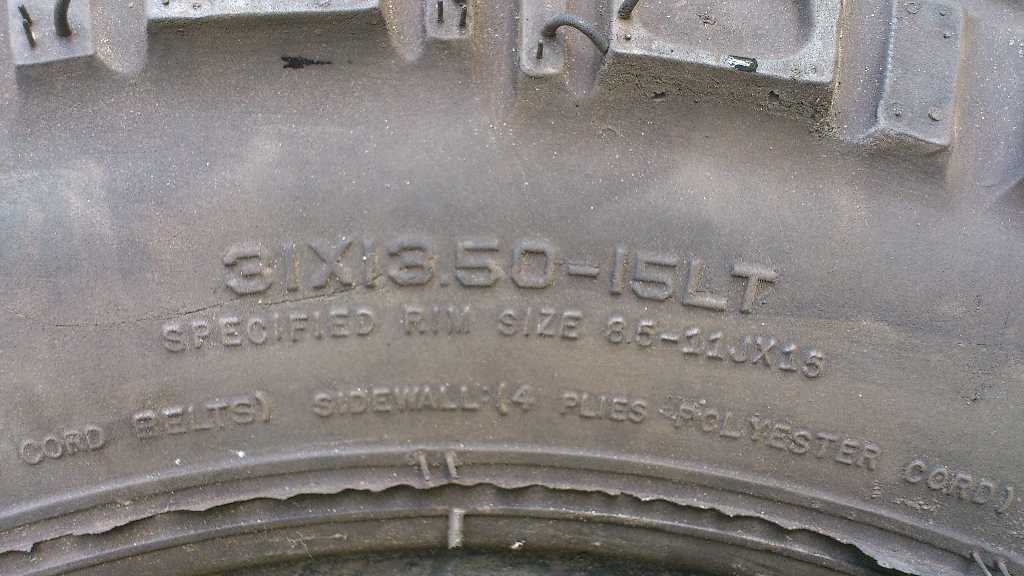 31X13.50-15LT
SPECIFIED RIM SIZE 8.5-11JX15
CORD BELTS) SIDEWALL (4 PLIES POLYESTER CORD)